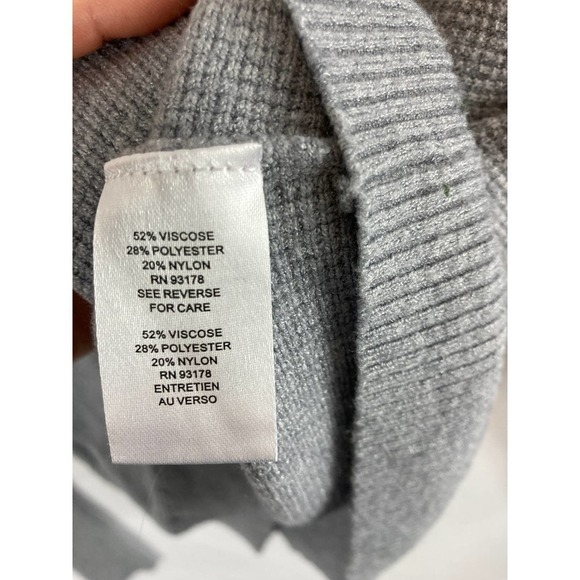 52% VISCOSE
28% POLYESTER
20% NYLON
RN 93178
SEE REVERSE
FOR CARE
52% VISCOSE
28% POLYESTER
20% NYLON
RN 93178
ENTRETIEN
AU VERSO